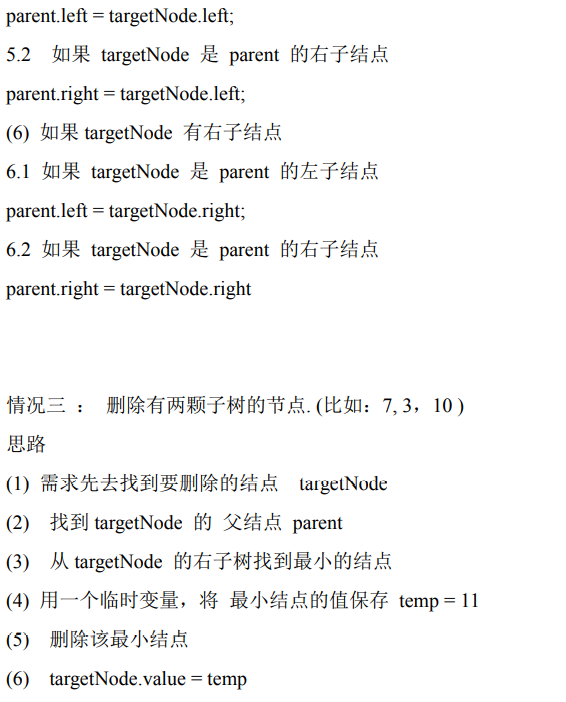 parent.left = targetNode.left;
5.2 如果 targetNode 是 parent 的右子结点
parent.right = targetNode.left;
(6) 如果 targetNode 有右子结点
6.1 如果 targetNode 是 parent 的左子结点
parent.left = targetNode.right;
6.2 如果 targetNode 是 parent 的右子结点
parent.right = targetNode.right
情况三 ： 删除有两颗子树的节点. (比如：7, 3，10 )
思路
(1) 需求先去找到要删除的结点 targetNode
(2) 找到 targetNode 的 父结点 parent
(3) 从 targetNode 的右子树找到最小的结点
(4) 用一个临时变量，将 最小结点的值保存 temp = 11
(5) 删除该最小结点
(6) targetNode.value = temp